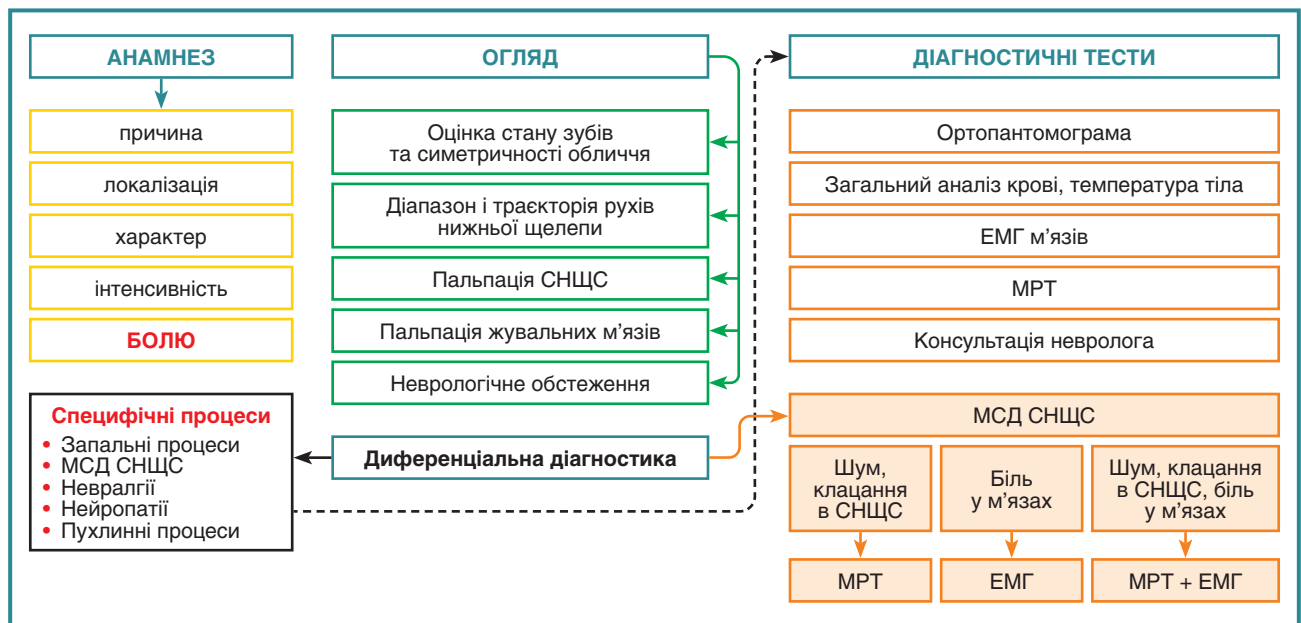 АНАМНЕЗ
причина
локалізація
характер
інтенсивність
БОЛЮ
Специфічні процеси
• Запальні процеси
• МСД СНЩС
• Невралгії
• Нейропатії
• Пухлинні процеси
ОГЛЯД
Оцінка стану зубів
та симетричності обличчя
Діапазон і траєкторія рухів
нижньої щелепи
Пальпація СНЩС
Пальпація жувальних м’язів
Неврологічне обстеження
Диференціальна діагностика
ДІАГНОСТИЧНІ ТЕСТИ
Ортопантомограма
Загальний аналіз крові, температура тіла
ЕМГ м’язів
МРТ
Консультація невролога
МСД СНЩС
Шум,
клацання
в СНЩС
Біль
у м’язах
Шум, клацання
в СНЩС, біль
у м’язах
МРТ
ЕМГ
МРТ + ЕМГ